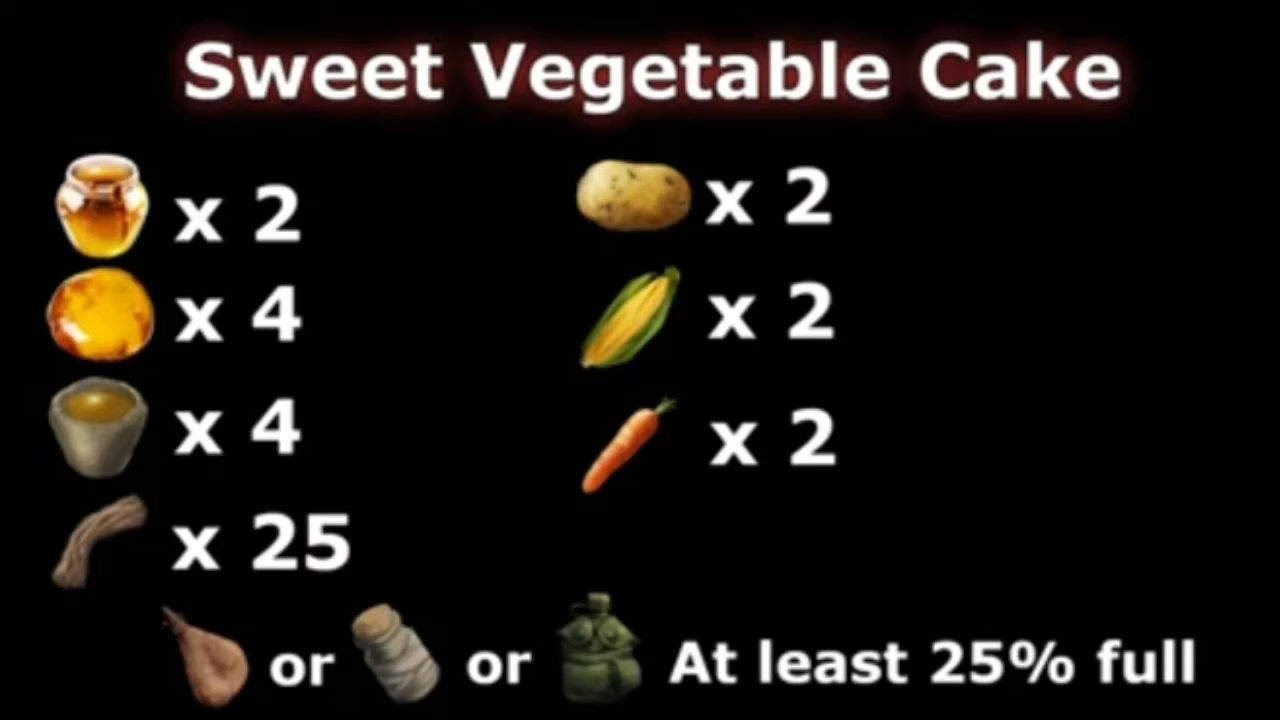 Sweet Vegetable Cake
x 2
x 4
x 4
x 25
x 2
x 2
x 2
or or At least 25% full